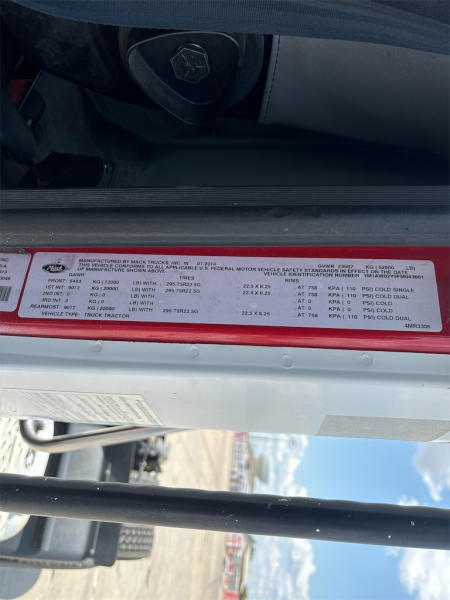 Mack
MANUFACTURED BY MACK TRUCKS, INC. IN 01/2014 GVWR 23587 KG (52000 LB)
THIS VEHICLE CONFORMS TO ALL APPLICABLE U.S. FEDERAL MOTOR VEHICLE SAFETY STANDARDS IN EFFECT ON THE DATE
OF MANUFACTURE SHOWN ABOVE. VEHICLE IDENTIFICATION NUMBER
GAWR TIRES RIMS
FRONT: 5443 KG (12000 LB) WITH : 295/75R22.5G : 22.5 X 8.25 : AT 758 KPA ( 110 PSI) COLD SINGLE
1ST INT: 9072 KG ( 20000 LB) WITH : 295/75R22.5G : 22.5 X 8.25 : AT 758 KPA ( 110 PSI) COLD DUAL
2ND INT: 0 KG ( 0 LB) WITH : : : AT 0 KPA ( 0 PSI) COLD
3RD INT: 0 KG ( 0 LB) WITH : : : AT 0 KPA ( 0 PSI) COLD
REARMOST: 9072 KG ( 20000 LB) WITH : 295/75R22.5G : 22.5 X 8.25 : AT 758 KPA ( 110 PSI) COLD DUAL
VEHICLE TYPE: TRUCK TRACTOR 4MR3306